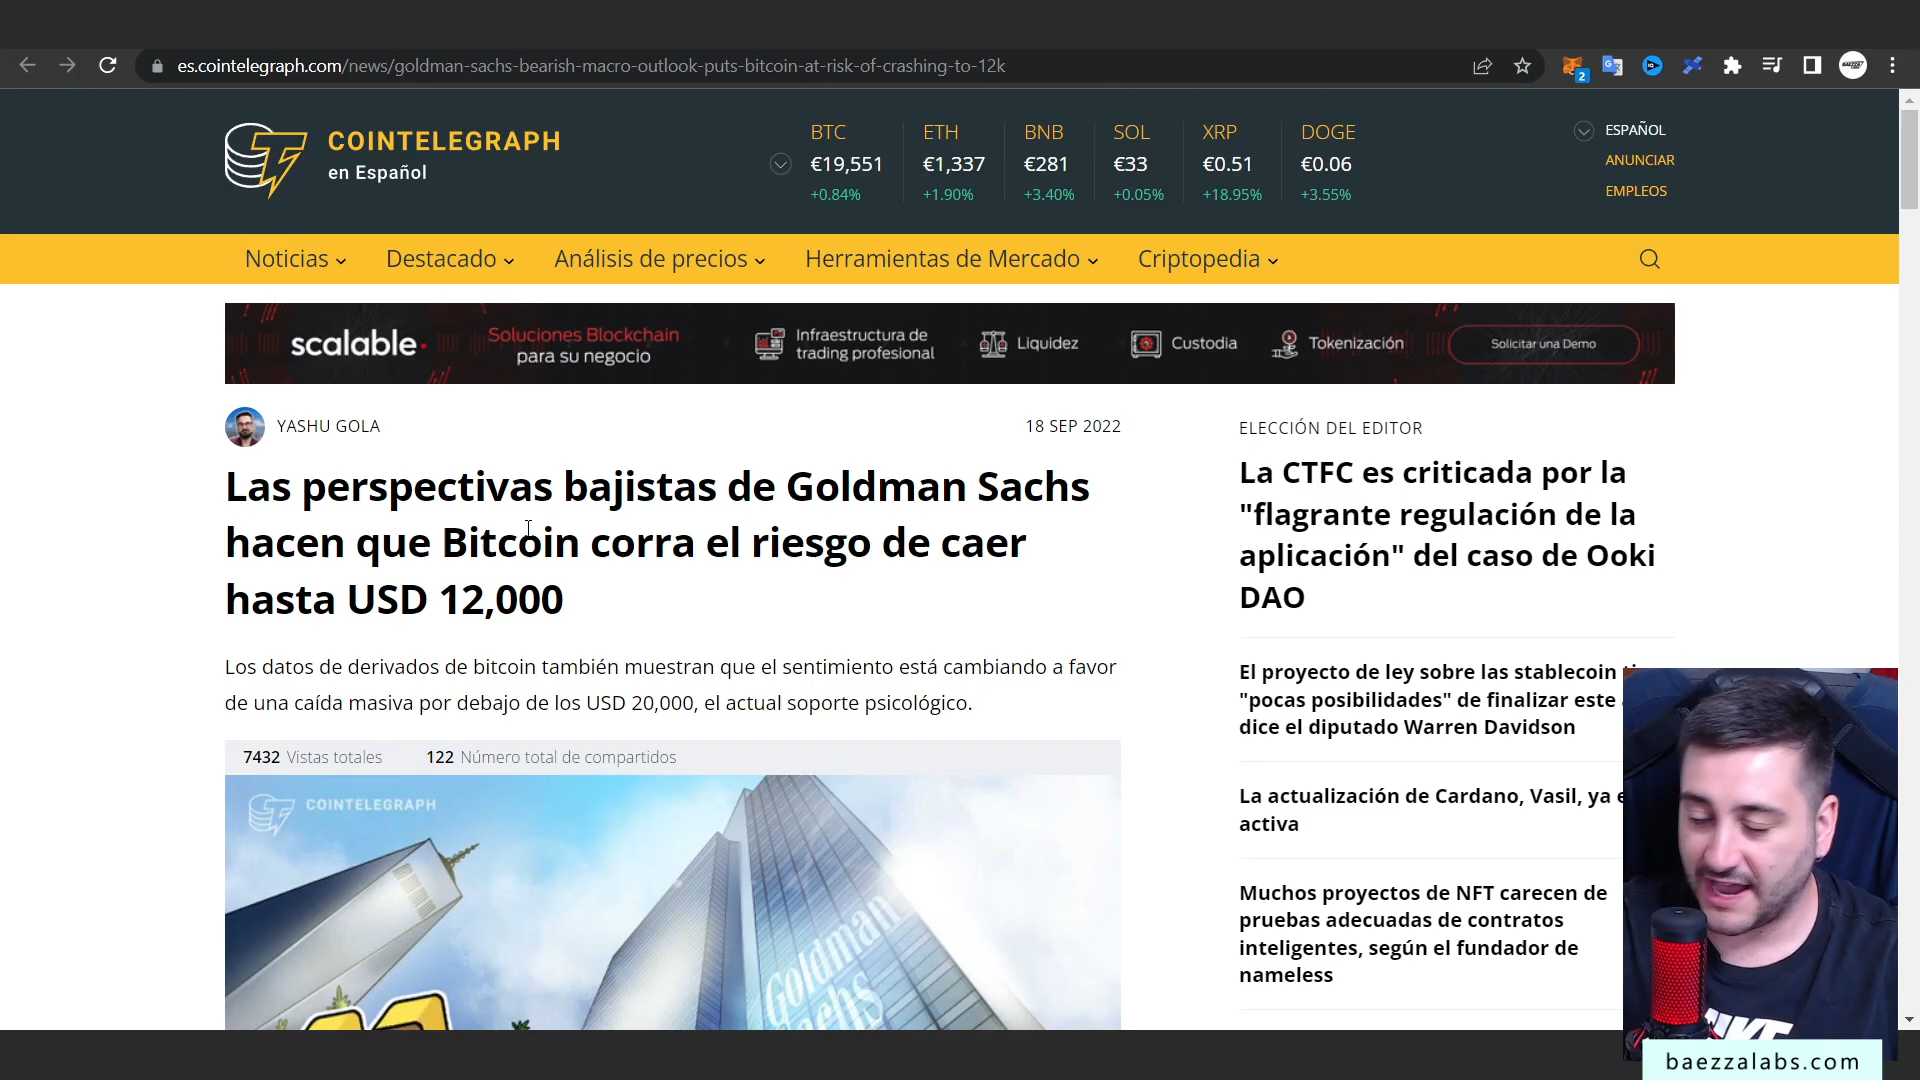 es.cointelegraph.com/news/goldman-sachs-bearish-macro-outlook-puts-bitcoin-at-risk-of-crashing-to-12k
2
COINTELEGRAPH
en Español
BTC ETH BNB SOL XRP DOGE
€19,551 €1,337 €281 €33 €0.51 €0.06
+0.84% +1.90% +3.40% +0.05% +18.95% +3.55%
ESPAÑOL
ANUNCIAR
EMPLEOS
Noticias Destacado Análisis de precios Herramientas de Mercado Criptopedia
scalable.
Soluciones Blockchain
para su negocio
Infraestructura de
trading profesional
Liquidez
Custodia
Tokenización
Solicitar una Demo
YASHU GOLA
18 SEP 2022
Las perspectivas bajistas de Goldman Sachs
hacen que Bitcoin corra el riesgo de caer
hasta USD 12,000
Los datos de derivados de bitcoin también muestran que el sentimiento está cambiando a favor
de una caída masiva por debajo de los USD 20,000, el actual soporte psicológico.
7432 Vistas totales 122 Número total de compartidos
COINTELEGRAPH
Goldman
Sachs
ELECCIÓN DEL EDITOR
La CTFC es criticada por la
"flagrante regulación de la
aplicación" del caso de Ooki
DAO
El proyecto de ley sobre las stablecoin
"pocas posibilidades" de finalizar este
dice el diputado Warren Davidson
La actualización de Cardano, Vasil, ya
activa
Muchos proyectos de NFT carecen de
pruebas adecuadas de contratos
inteligentes, según el fundador de
nameless
baezzalabs.com